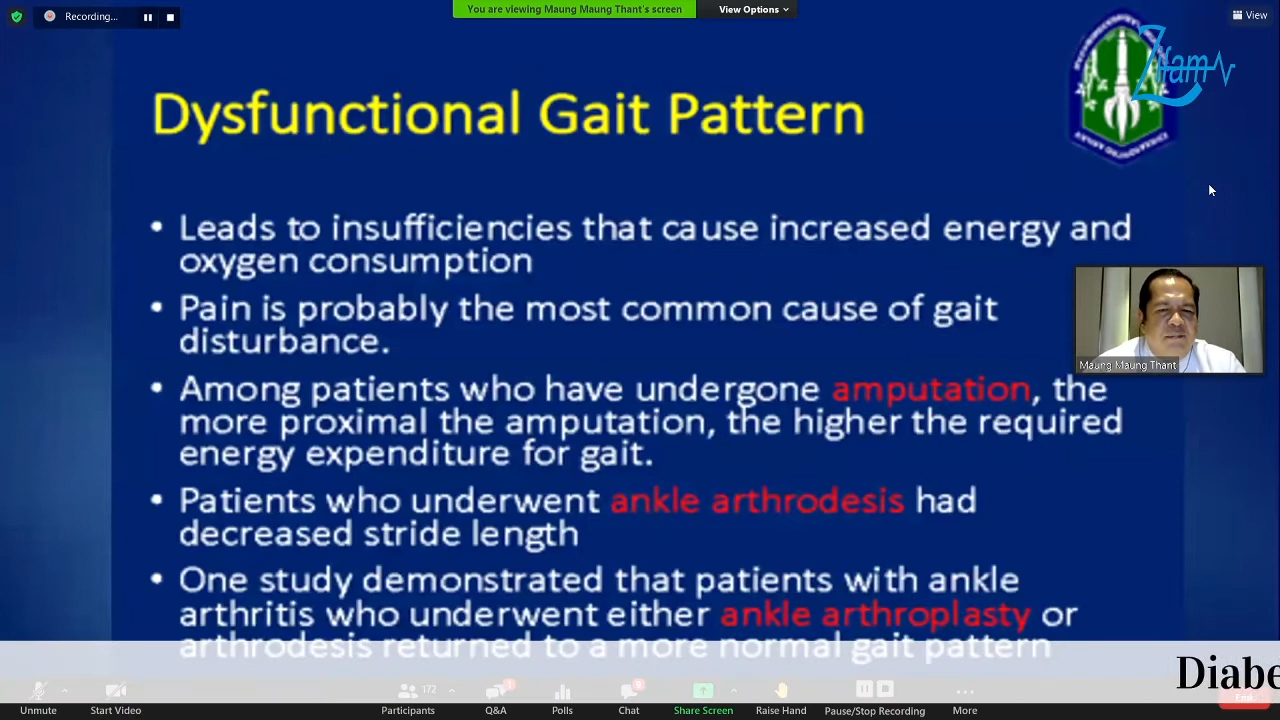 Recording...
You are viewing Maung Maung Thant's screen
View Options
View
Zifam
Dysfunctional Gait Pattern
• Leads to insufficiencies that cause increased energy and
oxygen consumption
• Pain is probably the most common cause of gait
disturbance.
• Among patients who have undergone amputation, the
more proximal the amputation, the higher the required
energy expenditure for gait.
• Patients who underwent ankle arthrodesis had
decreased stride length
• One study demonstrated that patients with ankle
arthritis who underwent either ankle arthroplasty or
arthrodesis returned to a more normal gait pattern
Maung Maung Thant
Diabe
Unmute
Start Video
172
Participants
1
Q&A
Polls
Chat
Share Screen
Raise Hand
Pause/Stop Recording
More
End